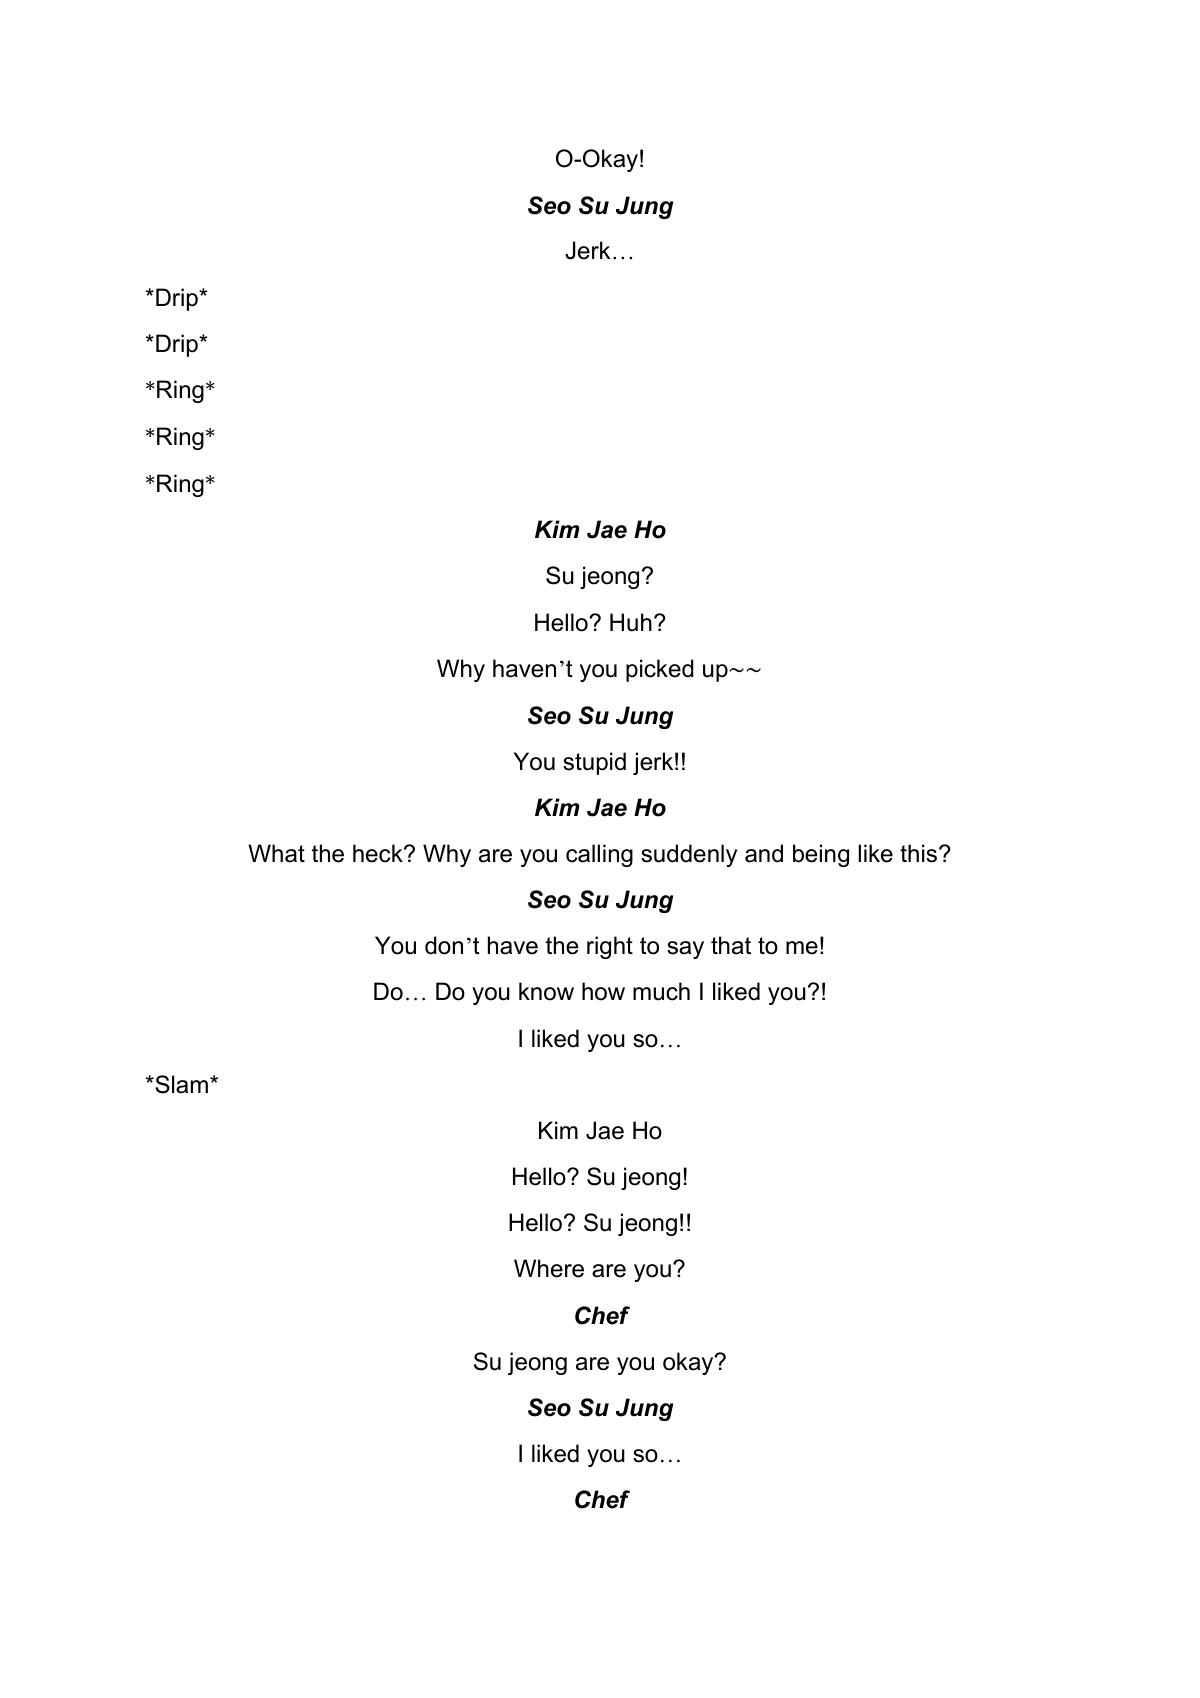 O-Okay!
Seo Su Jung
Jerk…
*Drip*
*Drip*
*Ring*
*Ring*
*Ring*
Kim Jae Ho
Su jeong?
Hello? Huh?
Why haven’t you picked up~~
Seo Su Jung
You stupid jerk!!
Kim Jae Ho
What the heck? Why are you calling suddenly and being like this?
Seo Su Jung
You don’t have the right to say that to me!
Do… Do you know how much I liked you?!
I liked you so…
*Slam*
Kim Jae Ho
Hello? Su jeong!
Hello? Su jeong!!
Where are you?
Chef
Su jeong are you okay?
Seo Su Jung
I liked you so…
Chef